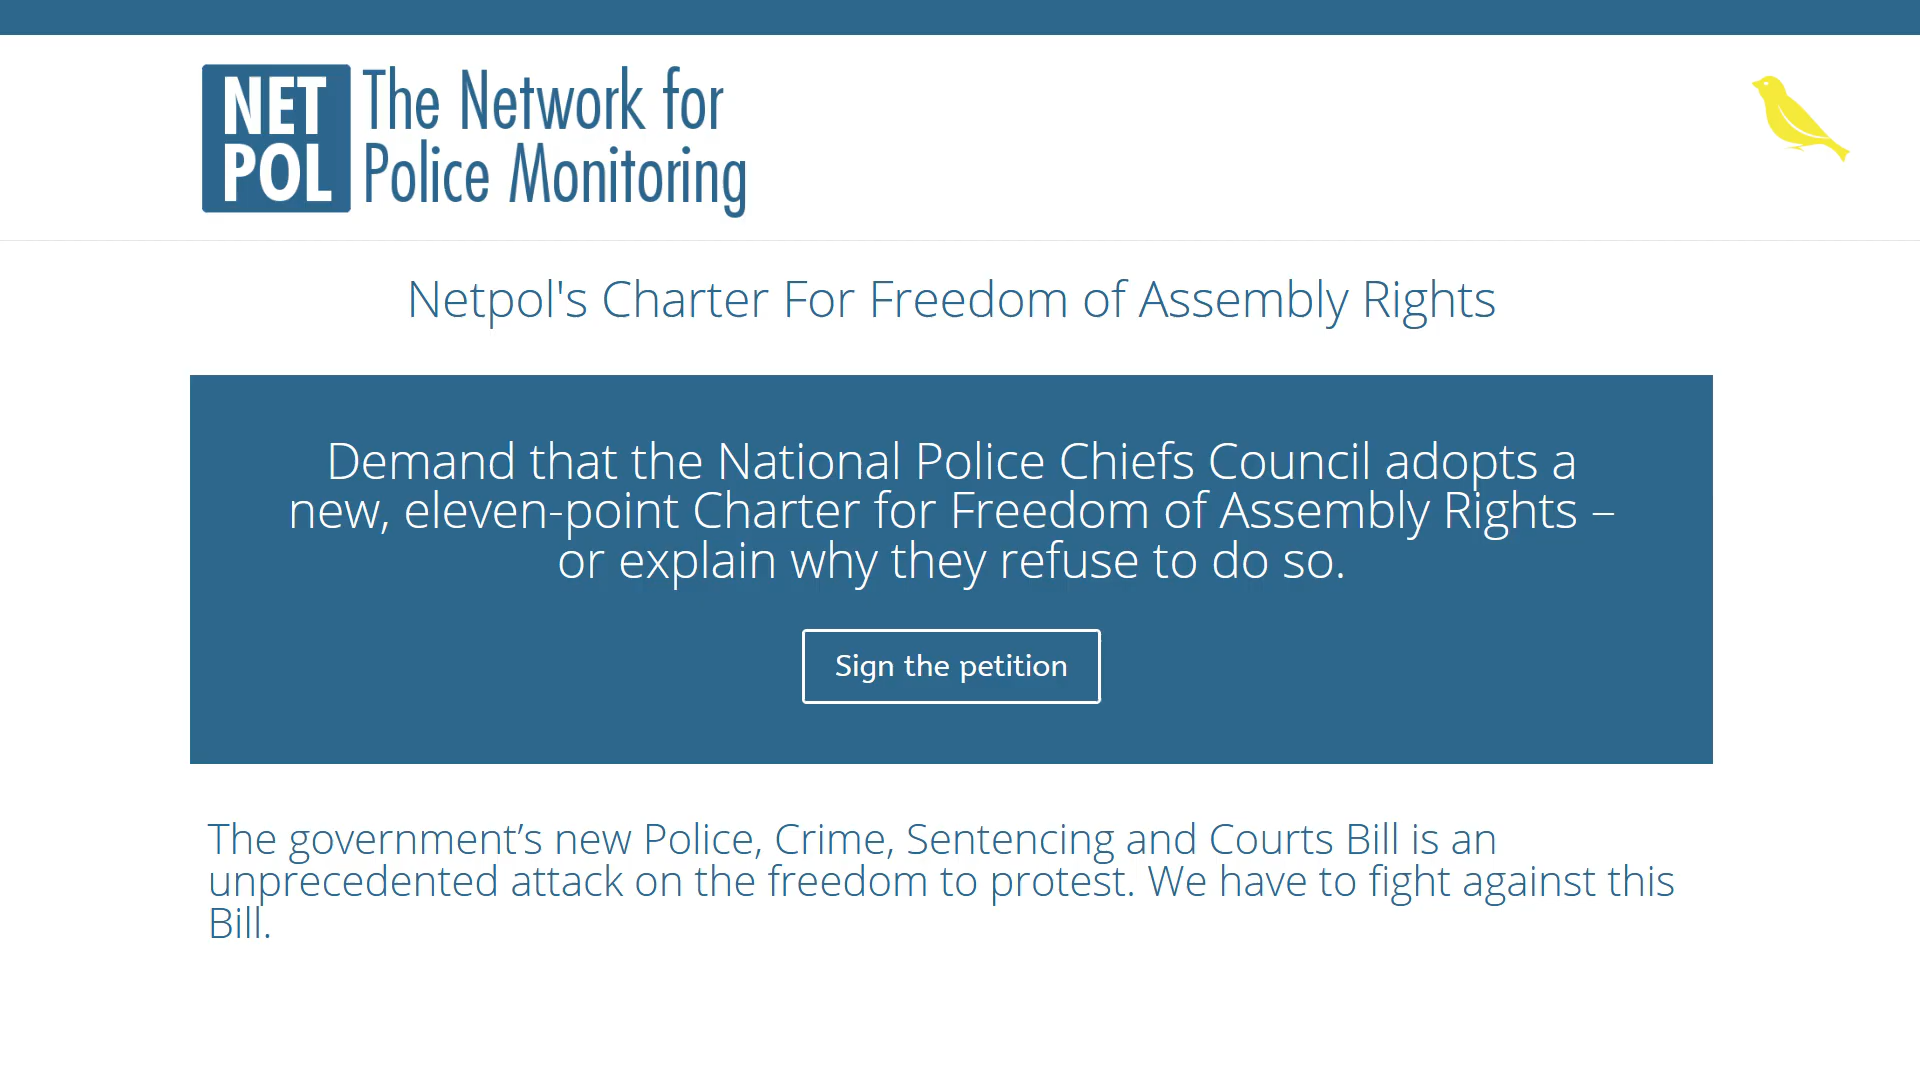 NET
POL
The Network for
Police Monitoring
Netpol's Charter For Freedom of Assembly Rights
Demand that the National Police Chiefs Council adopts a
new, eleven-point Charter for Freedom of Assembly Rights –
or explain why they refuse to do so.
Sign the petition
The government’s new Police, Crime, Sentencing and Courts Bill is an
unprecedented attack on the freedom to protest. We have to fight against this
Bill.